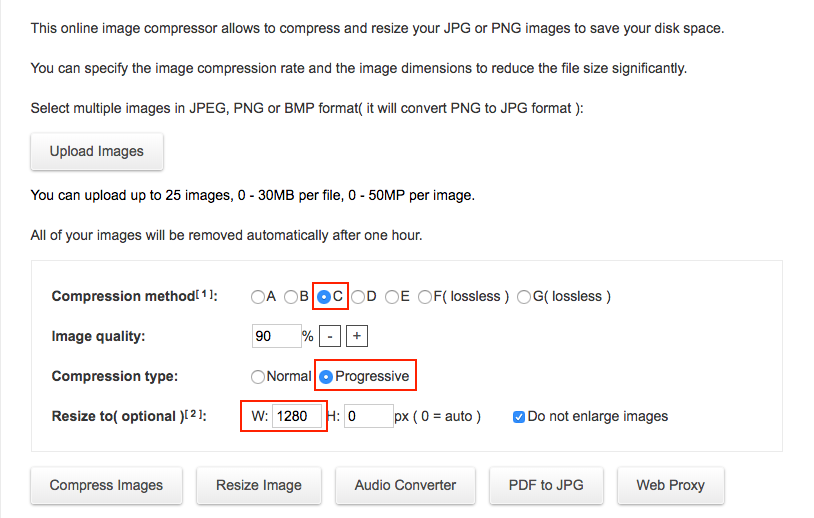 This online image compressor allows to compress and resize your JPG or PNG images to save your disk space.
You can specify the image compression rate and the image dimensions to reduce the file size significantly.
Select multiple images in JPEG, PNG or BMP format( it will convert PNG to JPG format ):
Upload Images
You can upload up to 25 images, 0 - 30MB per file, 0 - 50MP per image.
All of your images will be removed automatically after one hour.
Compression method[1]: A B C D E F( lossless ) G( lossless )
Image quality: 90 % - +
Compression type: Normal Progressive
Resize to( optional )[2]: W: 1280 H: 0 px ( 0 = auto ) Do not enlarge images
Compress Images Resize Image Audio Converter PDF to JPG Web Proxy